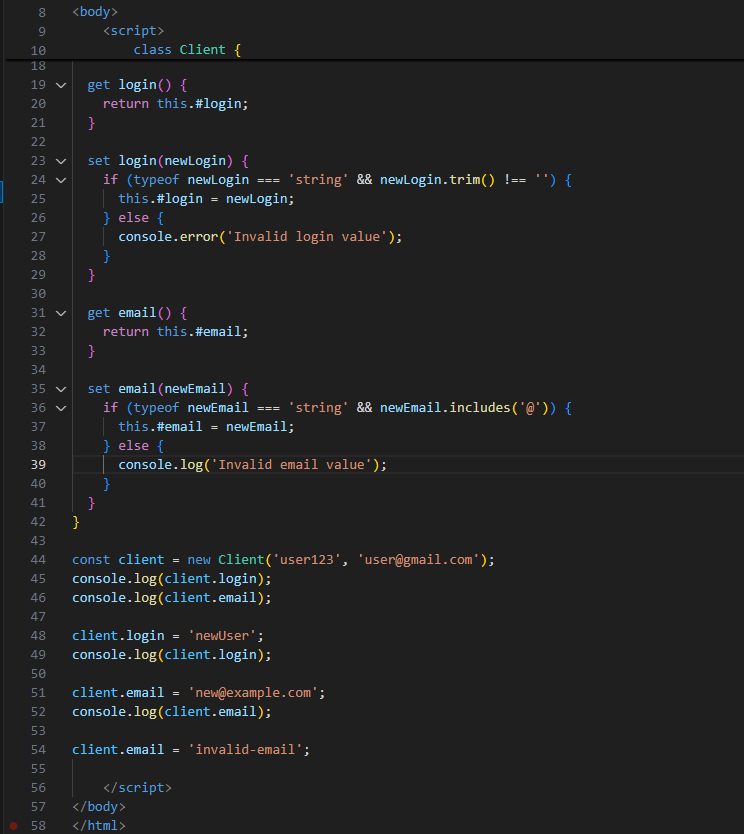 8 <body>
9     <script>
10         class Client {
18
19   get login() {
20     return this.#login;
21   }
22
23   set login(newLogin) {
24     if (typeof newLogin === 'string' && newLogin.trim() !== '') {
25       this.#login = newLogin;
26     } else {
27       console.error('Invalid login value');
28     }
29   }
30
31   get email() {
32     return this.#email;
33   }
34
35   set email(newEmail) {
36     if (typeof newEmail === 'string' && newEmail.includes('@')) {
37       this.#email = newEmail;
38     } else {
39       console.log('Invalid email value');
40     }
41   }
42 }
43
44 const client = new Client('user123', 'user@gmail.com');
45 console.log(client.login);
46 console.log(client.email);
47
48 client.login = 'newUser';
49 console.log(client.login);
50
51 client.email = 'new@example.com';
52 console.log(client.email);
53
54 client.email = 'invalid-email';
55
56     </script>
57 </body>
58 </html>